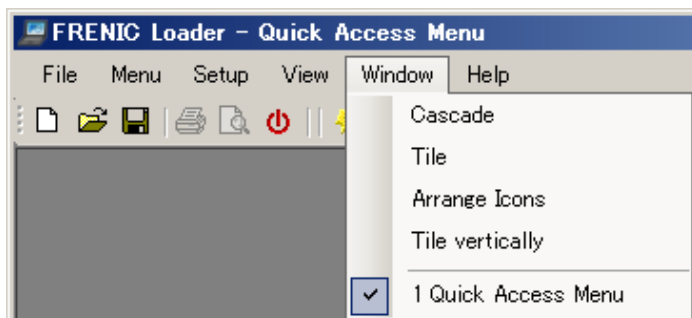 FRENIC Loader - Quick Access Menu
File Menu Setup View Window Help
Cascade
Tile
Arrange Icons
Tile vertically
1 Quick Access Menu